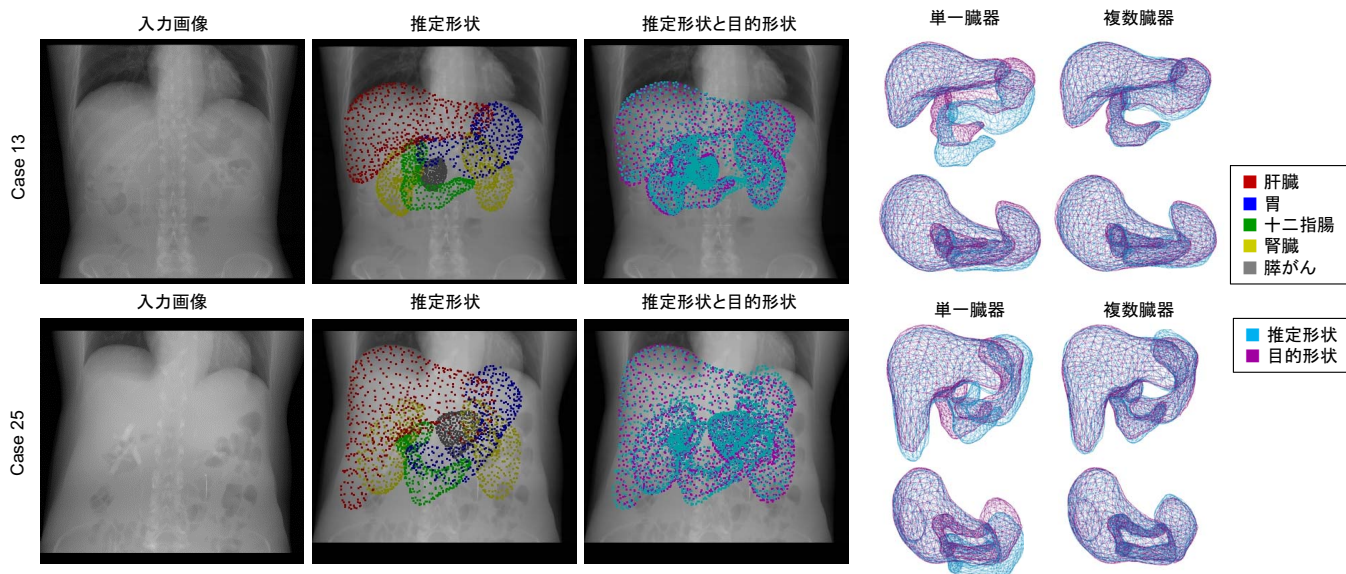 入力画像
推定形状
推定形状と目的形状
単一臓器
複数臓器
Case 13
肝臓
胃
十二指腸
腎臓
膵がん
入力画像
推定形状
推定形状と目的形状
単一臓器
複数臓器
Case 25
推定形状
目的形状